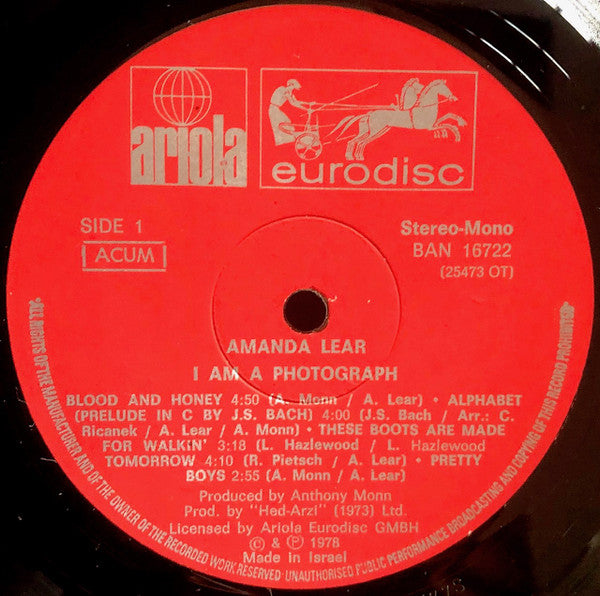 ariola
eurodisc
SIDE 1
ACUM
Stereo-Mono
BAN 16722
(25473 OT)
AMANDA LEAR
I AM A PHOTOGRAPH
BLOOD AND HONEY 4:50 (A. Monn / A. Lear) • ALPHABET
(PRELUDE IN C BY J.S. BACH) 4:00 (J.S. Bach / Arr.: C.
Ricanek / A. Lear / A. Monn) • THESE BOOTS ARE MADE
FOR WALKIN' 3:18 (L. Hazlewood / L. Hazlewood
TOMORROW 4:10 (R. Pietsch / A. Lear) • PRETTY
BOYS 2:55 (A. Monn / A. Lear)
Produced by Anthony Monn
Prod. by "Hed-Arzi" (1973) Ltd.
Licensed by Ariola Eurodisc GMBH
© & ℗ 1978
Made in Israel
ALL RIGHTS OF THE MANUFACTURER AND OF THE OWNER OF THE RECORDED WORK RESERVED·UNAUTHORISED PUBLIC PERFORMANCE BROADCASTING AND COPYING OF THIS RECORD PROHIBITED